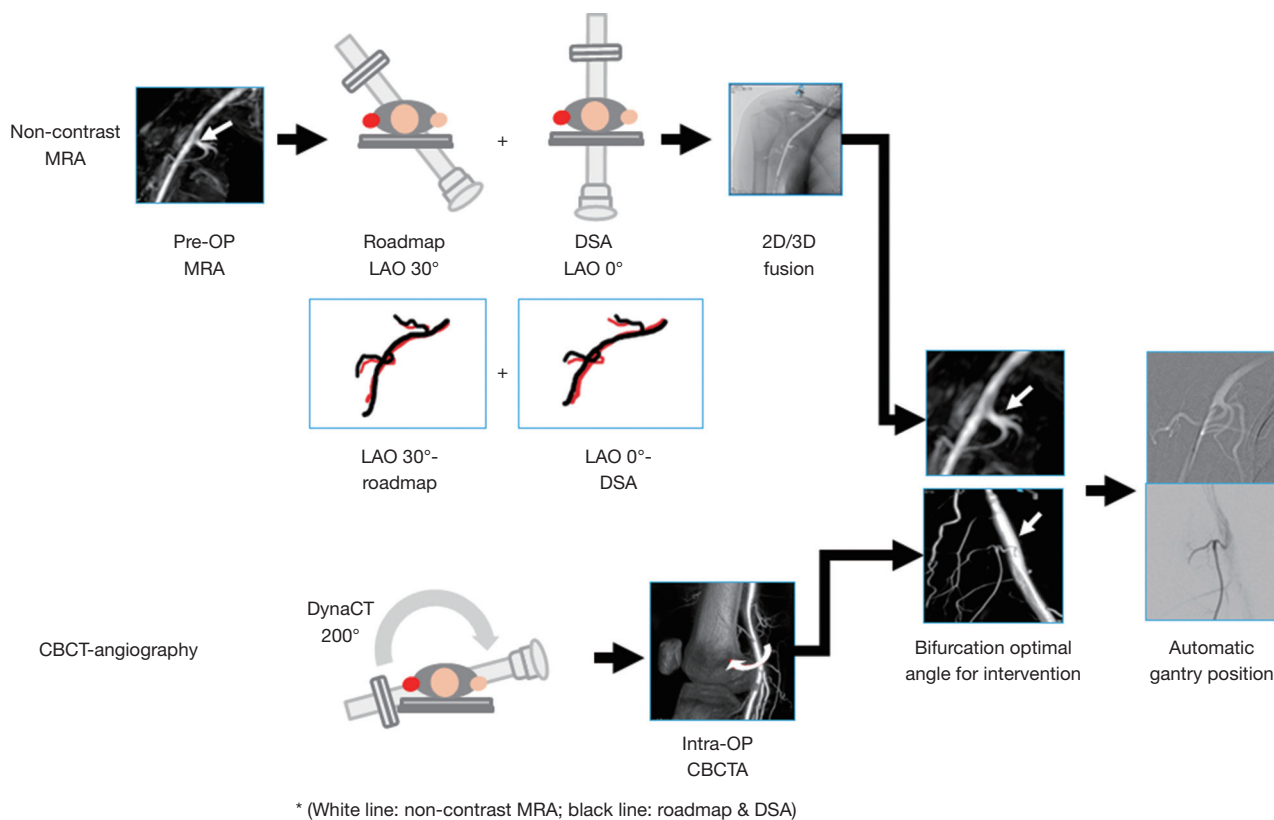 Non-contrast
MRA
Pre-OP
MRA
Roadmap
LAO 30°
+
DSA
LAO 0°
2D/3D
fusion
LAO 30°-
roadmap
+
LAO 0°-
DSA
CBCT-angiography
DynaCT
200°
Intra-OP
CBCTA
Bifurcation optimal
angle for intervention
Automatic
gantry position
* (White line: non-contrast MRA; black line: roadmap & DSA)